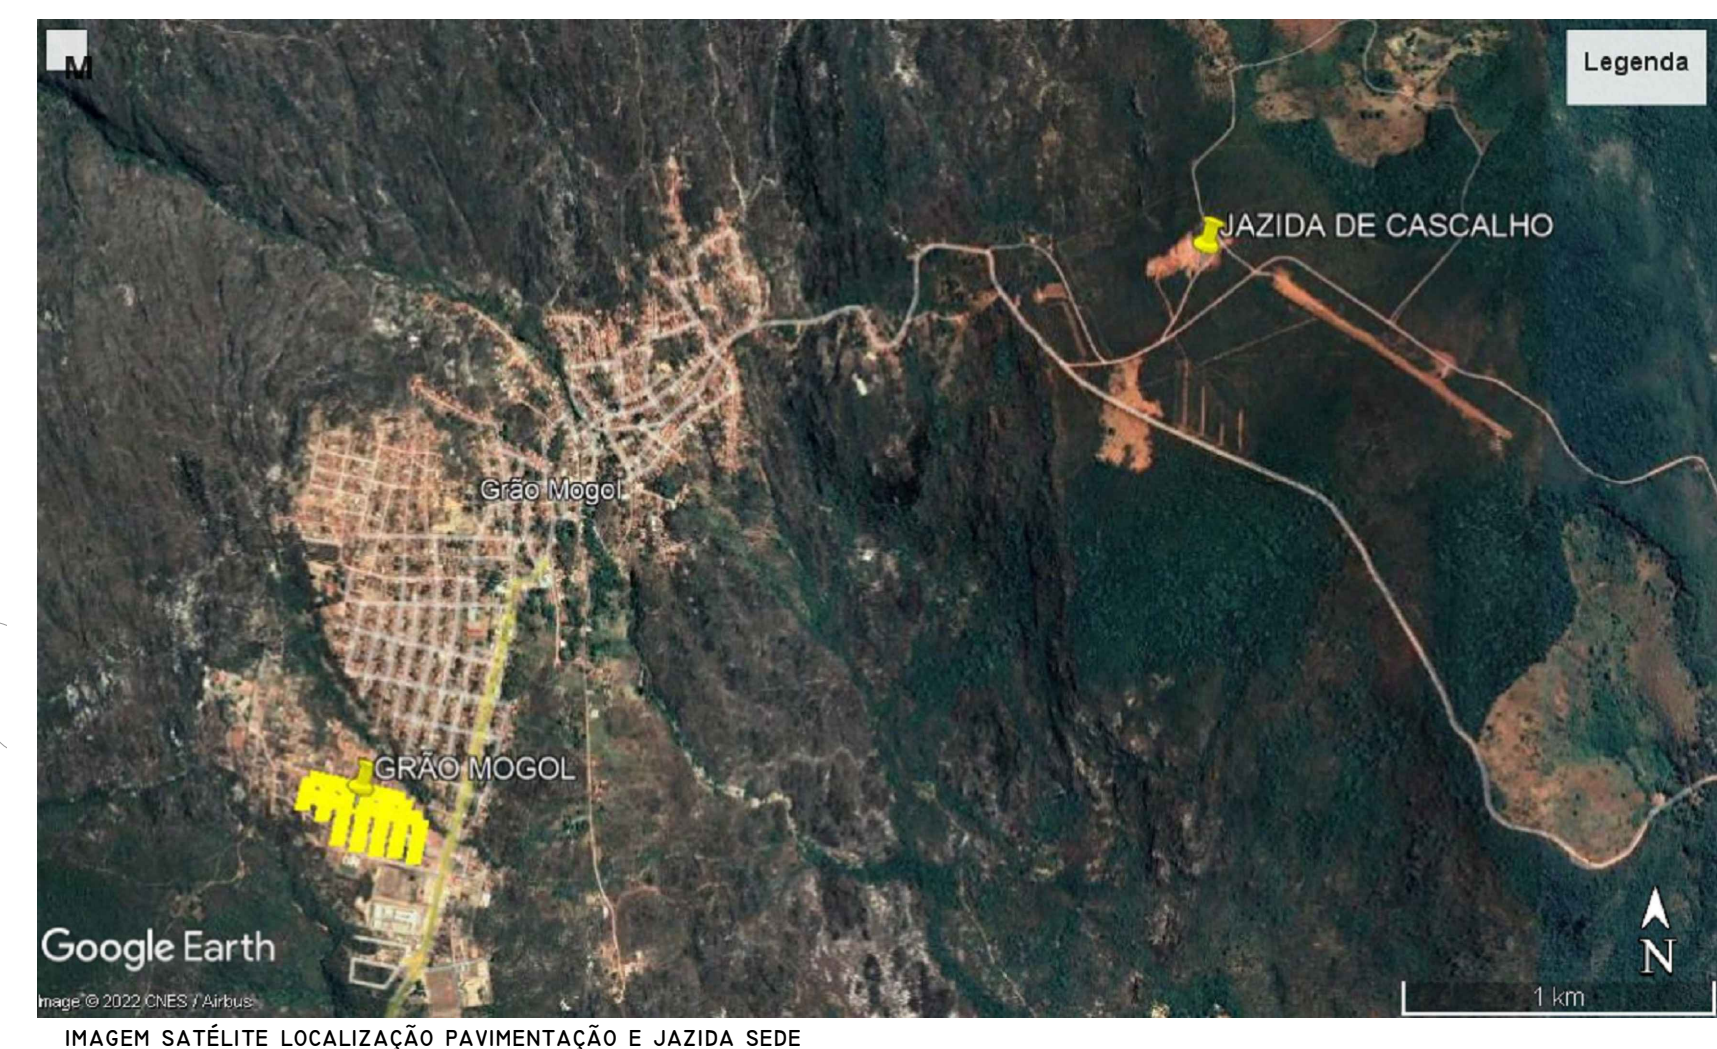 M
Legenda
JAZIDA DE CASCALHO
Grão Mogol
GRÃO MOGOL
Google Earth
Image © 2022 CNES / Airbus
N
1 km
IMAGEM SATÉLITE LOCALIZAÇÃO PAVIMENTAÇÃO E JAZIDA SEDE